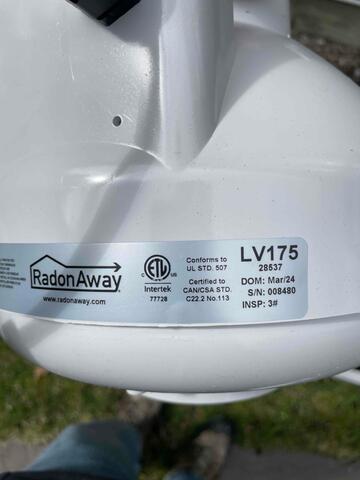 RadonAway
www.radonaway.com
ETL
C US
Intertek
77728
Conforms to
UL STD. 507
Certified to
CAN/CSA STD.
C22.2 No.113
LV175
28537
DOM: Mar/24
S/N: 008480
INSP: 3#